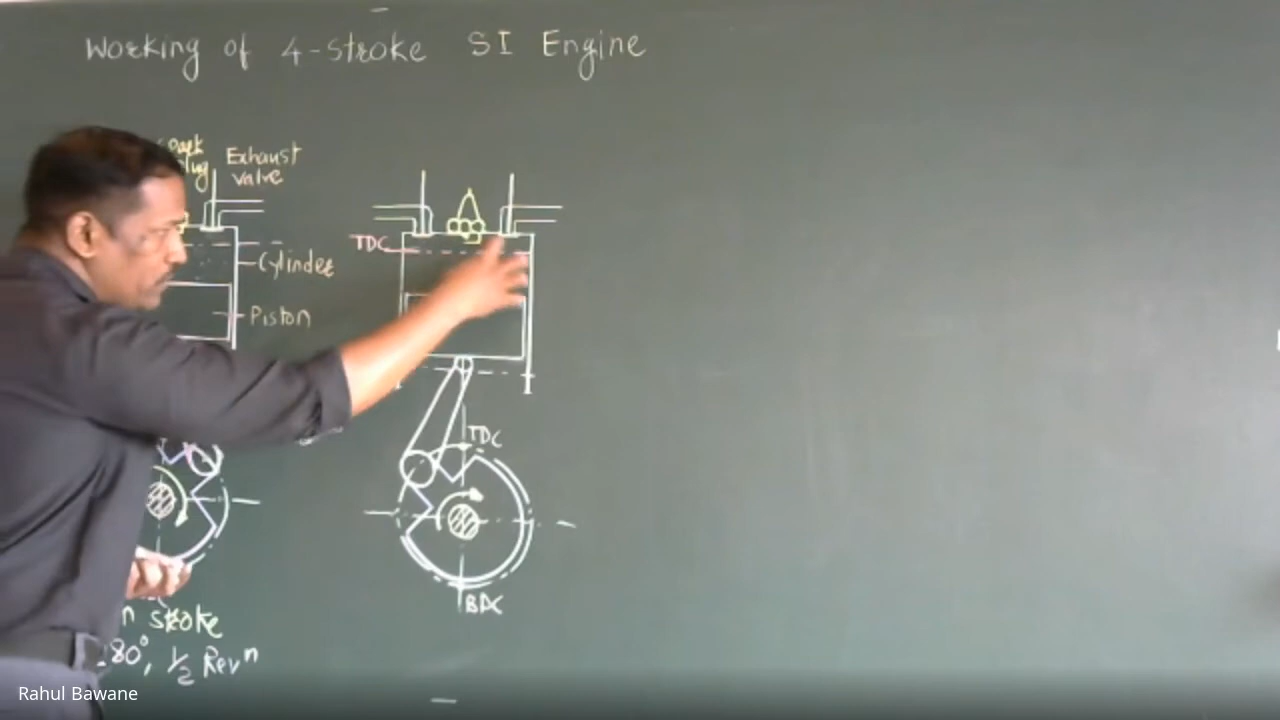 Working of 4-stroke SI Engine
Exhaust
valve
TDC
Cylinder
Piston
TDC
BDC
stroke
80°, 1/2 Revⁿ
Rahul Bawane